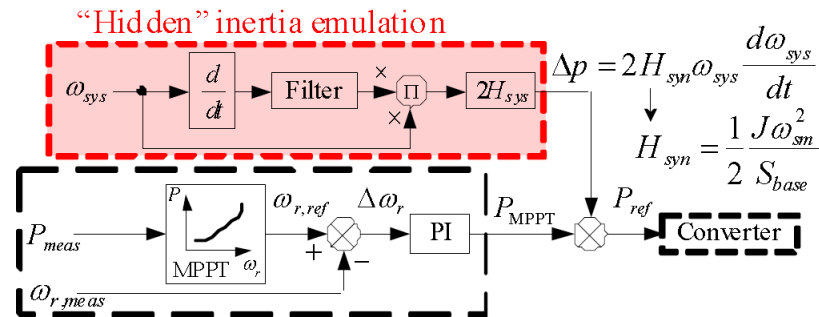 “Hidden” inertia emulation
ω_sys
d/dt
Filter
×
×
Π
2H_sys
Δp = 2H_syn ω_sys dω_sys/dt
H_syn = 1/2 Jω_sm^2/S_base
P_meas
P
ω_r
MPPT
ω_r,ref
+
−
Δω_r
PI
P_MPPT
P_ref
Converter
ω_r,meas